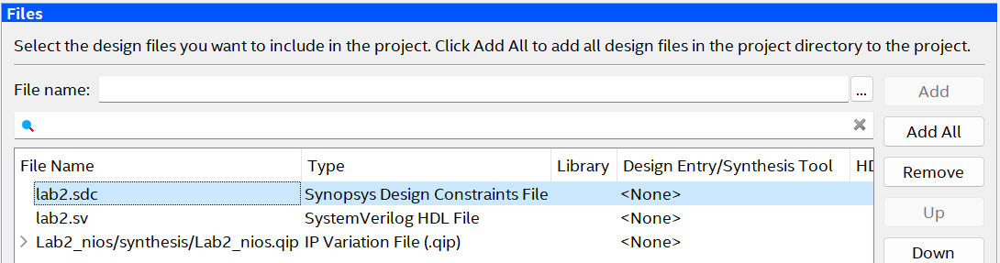 Files
Select the design files you want to include in the project. Click Add All to add all design files in the project directory to the project.
File name: ... Add
Add All
File Name Type Library Design Entry/Synthesis Tool HD Remove
lab2.sdc Synopsys Design Constraints File <None>
Up
lab2.sv SystemVerilog HDL File <None>
Lab2_nios/synthesis/Lab2_nios.qip IP Variation File (.qip) <None>
Down